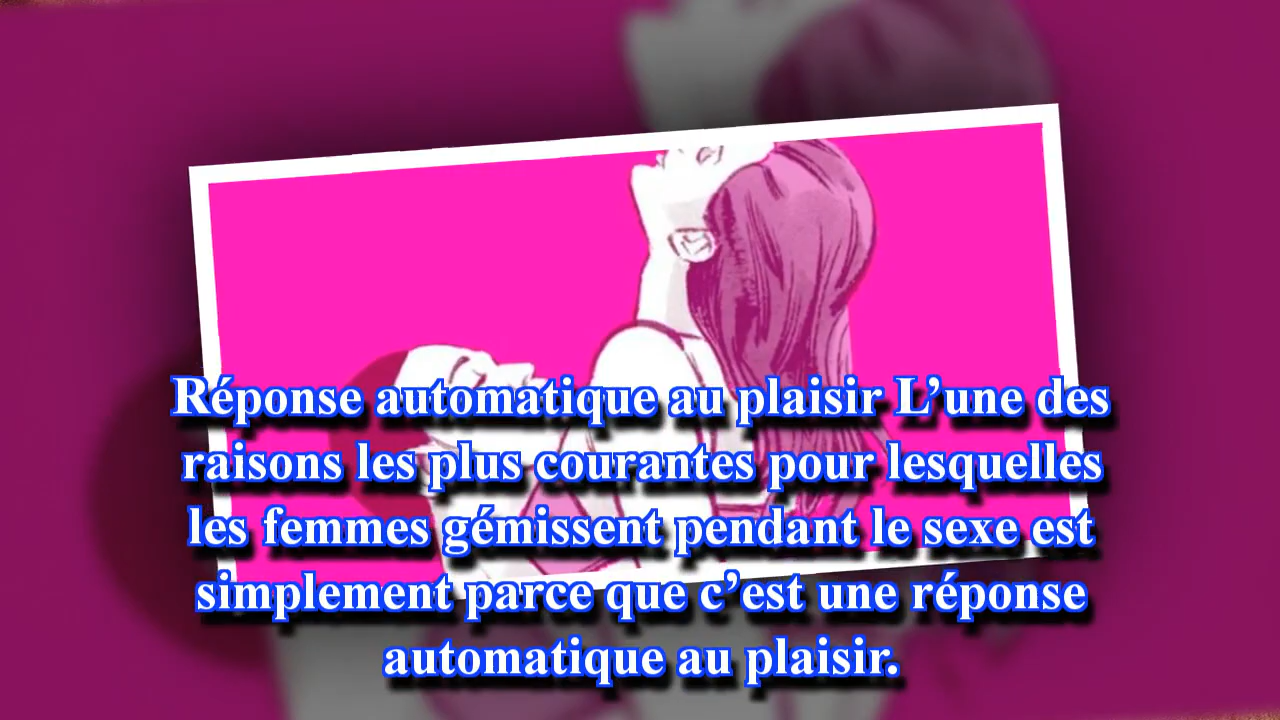 Réponse automatique au plaisir L’une des
raisons les plus courantes pour lesquelles
les femmes gémissent pendant le sexe est
simplement parce que c’est une réponse
automatique au plaisir.